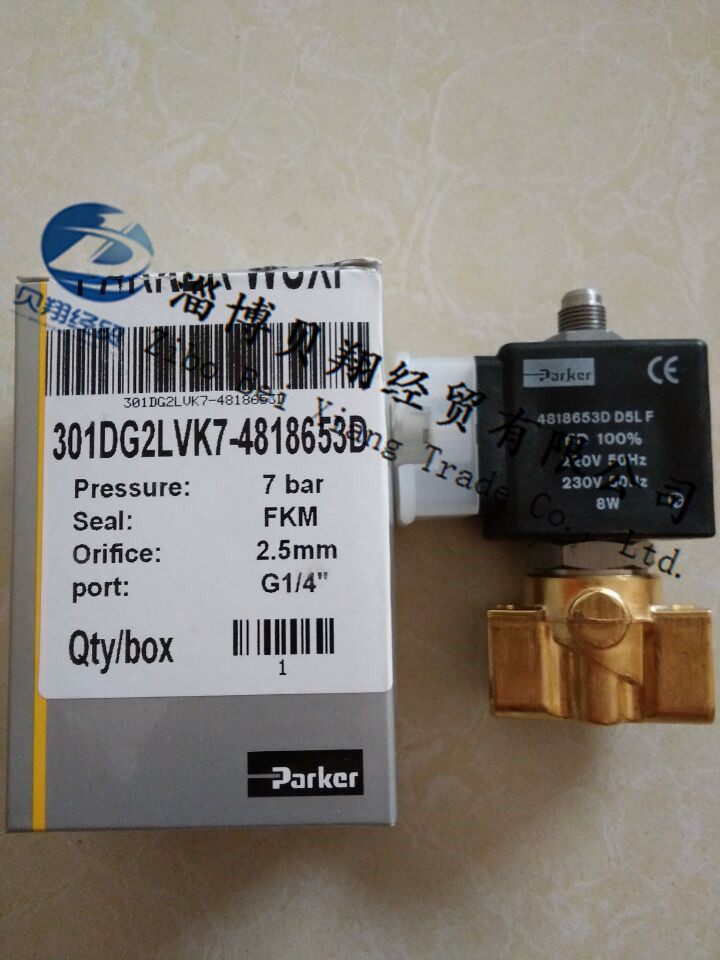 PARKER WUXI
301DG2LVK7-4818653D
301DG2LVK7-4818653D
Pressure: 7 bar
Seal: FKM
Orifice: 2.5mm
port: G1/4"
Qty/box
1
Parker
Parker
CE
4818653D D5L F
100%
220V 50Hz
230V
8W
贝翔经贸
淄博贝翔经贸有限公司
Zibo Bei Xiang Trade Co., Ltd.